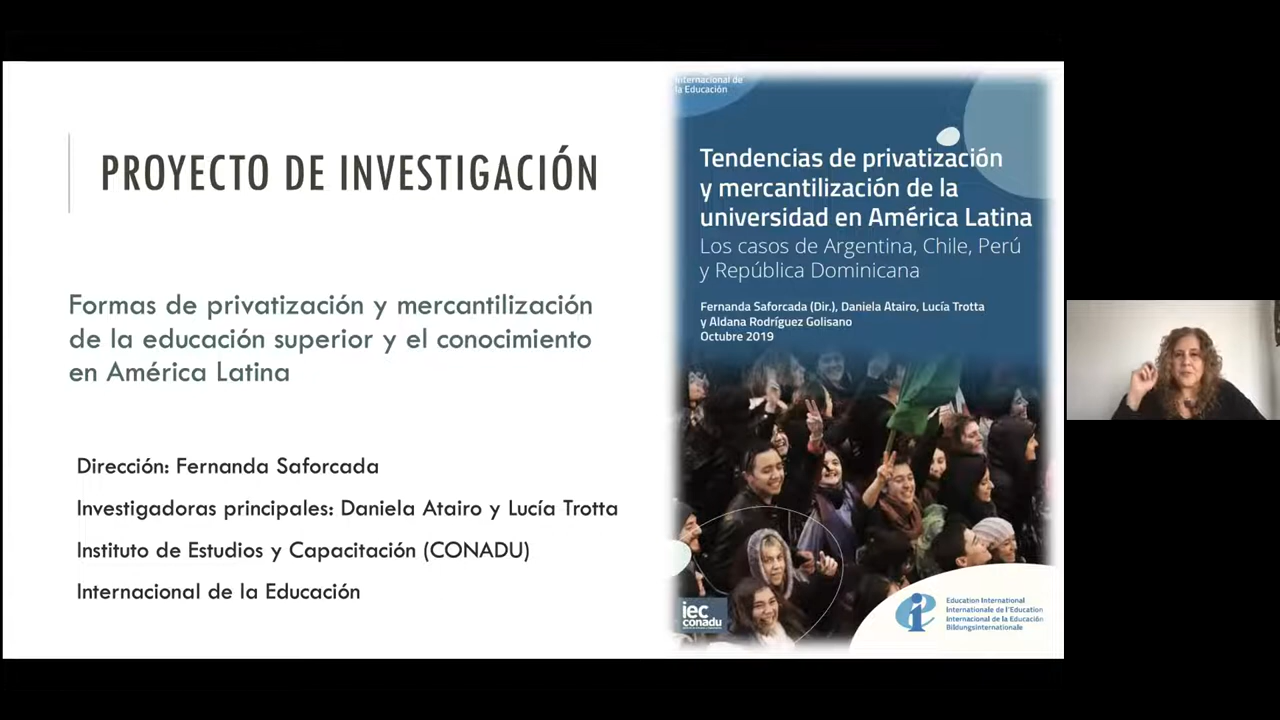 PROYECTO DE INVESTIGACIÓN
Formas de privatización y mercantilización
de la educación superior y el conocimiento
en América Latina
Dirección: Fernanda Saforcada
Investigadoras principales: Daniela Atairo y Lucía Trotta
Instituto de Estudios y Capacitación (CONADU)
Internacional de la Educación
Internacional de
la Educación
Tendencias de privatización
y mercantilización de la
universidad en América Latina
Los casos de Argentina, Chile, Perú
y República Dominicana
Fernanda Saforcada (Dir.), Daniela Atairo, Lucía Trotta
y Aldana Rodríguez Golisano
Octubre 2019
iec
conadu
Education International
Internationale de l'Education
Internacional de la Educación
Bildungsinternationale